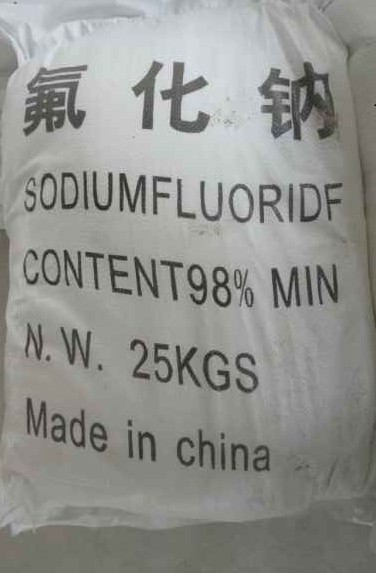 氟化钠
SODIUMFLUORIDF
CONTENT98% MIN
N. W. 25KGS
Made in china